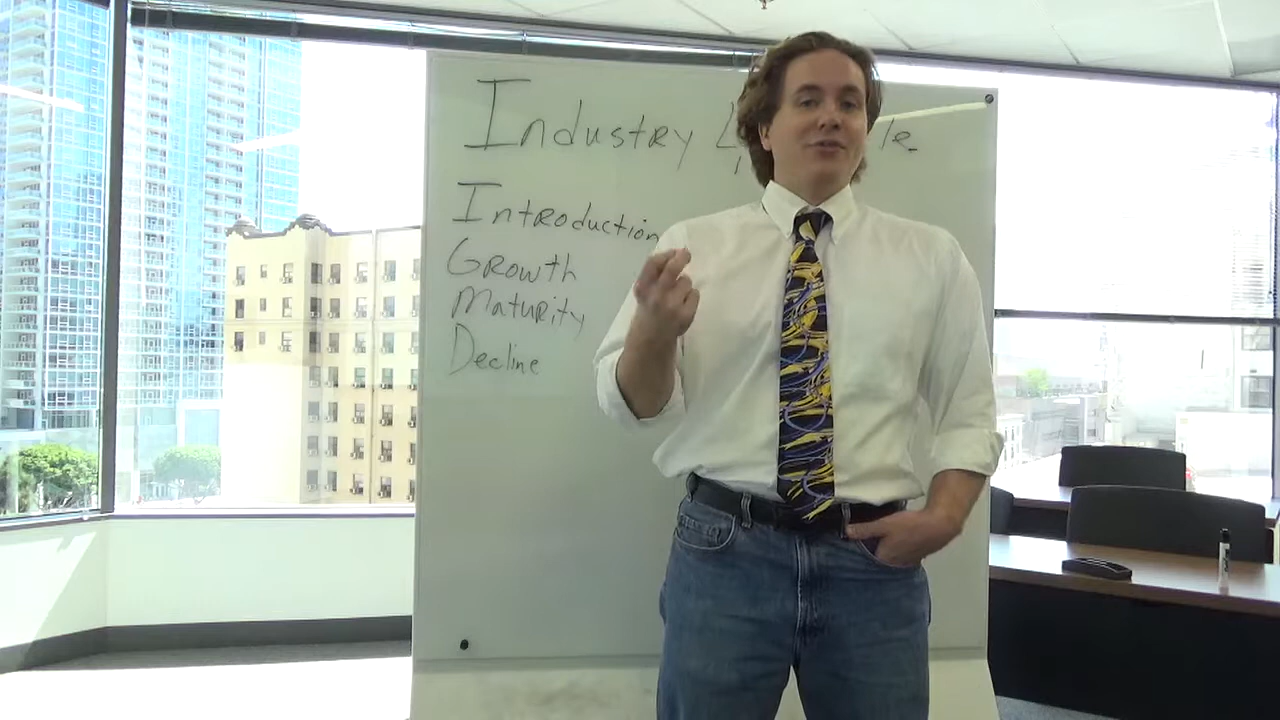 Industry
Introduction
Growth
Maturity
Decline